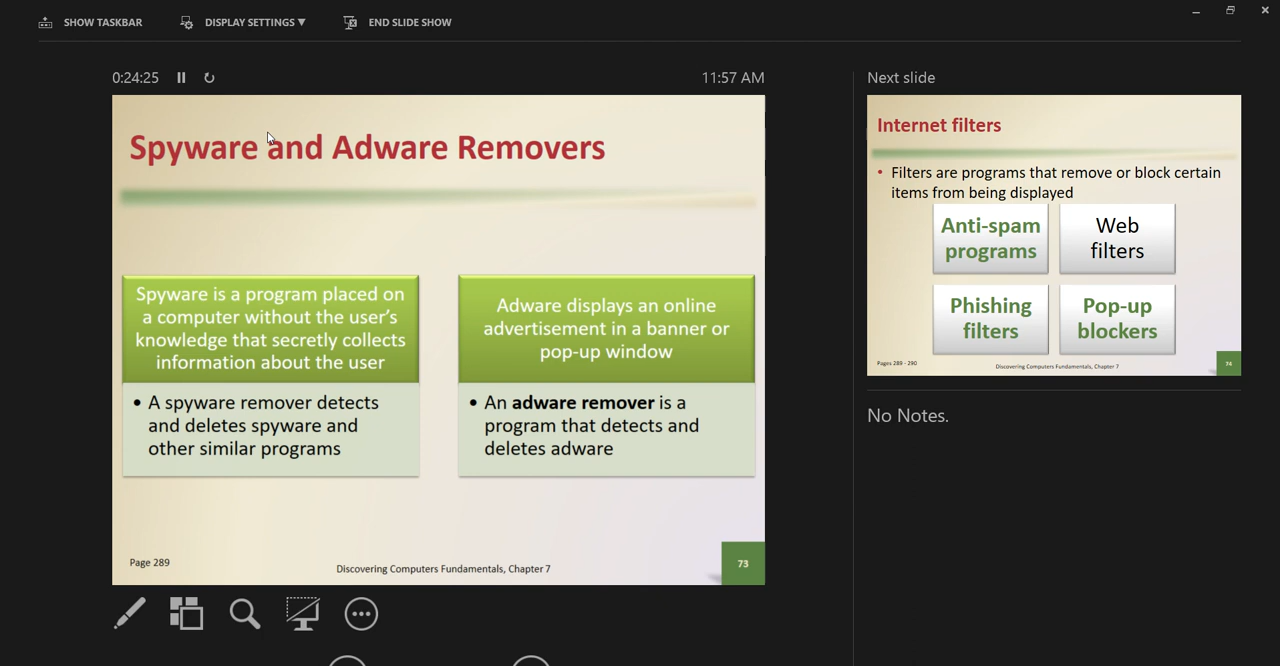 SHOW TASKBAR DISPLAY SETTINGS ▼ END SLIDE SHOW
0:24:25 11:57 AM
Spyware and Adware Removers
Spyware is a program placed on
a computer without the user's
knowledge that secretly collects
information about the user
• A spyware remover detects
and deletes spyware and
other similar programs
Adware displays an online
advertisement in a banner or
pop-up window
• An adware remover is a
program that detects and
deletes adware
Page 289
Discovering Computers Fundamentals, Chapter 7
73
Next slide
Internet filters
• Filters are programs that remove or block certain
items from being displayed
Anti-spam
programs
Web
filters
Phishing
filters
Pop-up
blockers
Pages 289 - 290
Discovering Computers Fundamentals, Chapter 7
74
No Notes.